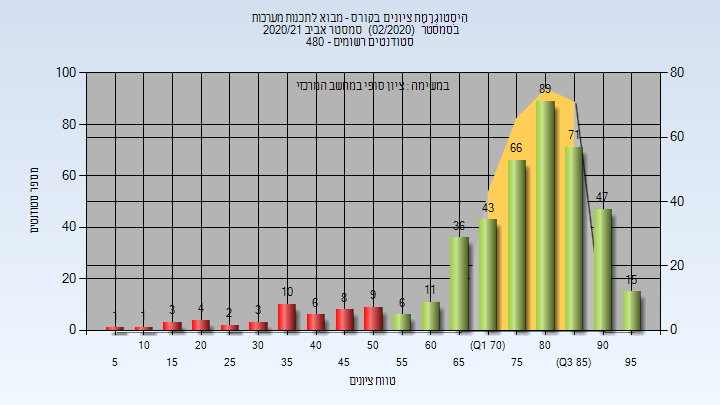 היסטוגרמת ציונים בקורס - מבוא לתכנות מערכות
בסמסטר (02/2020) סמסטר אביב 2020/21
סטודנטים רשומים - 480
במשימה : ציון סופי במחשב המרכזי
100
80
60
40
20
0
80
60
40
20
0
מספר סטודנטים
1 1 3 4 2 3 10 6 8 9 6 11 36 43 66 89 71 47 15
10 20 30 40 50 60 (Q1 70) 80 90
5 15 25 35 45 55 65 75 (Q3 85) 95
טווח ציונים